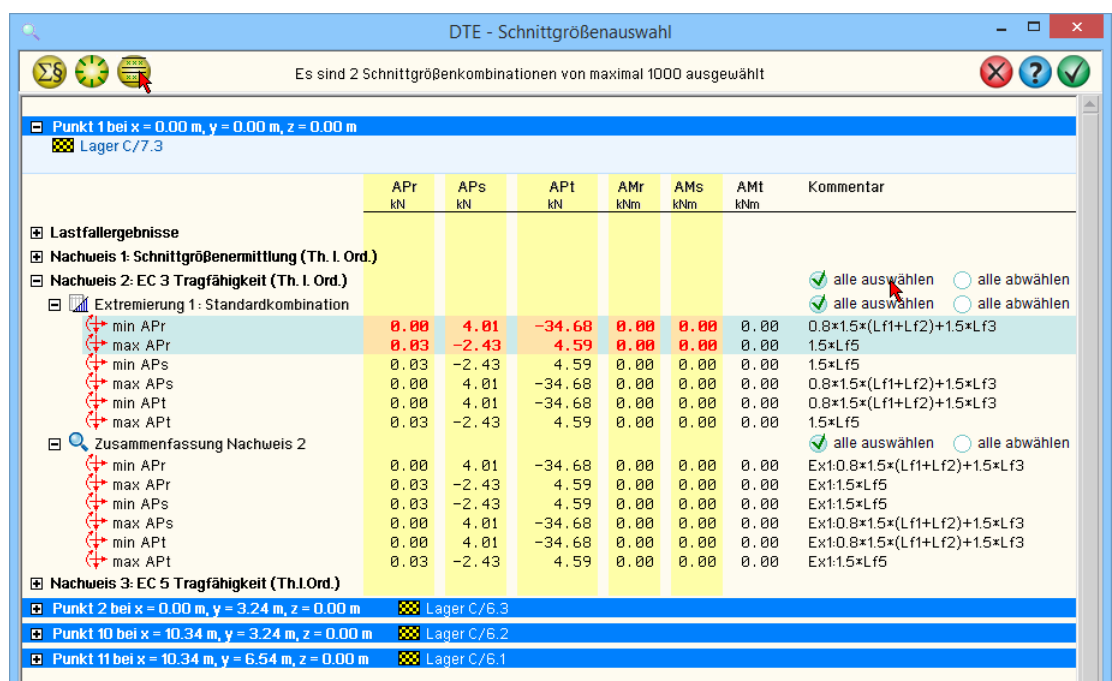 DTE - Schnittgrößenauswahl
Σ§ Es sind 2 Schnittgrößenkombinationen von maximal 1000 ausgewählt ?
Punkt 1 bei x = 0.00 m, y = 0.00 m, z = 0.00 m
Lager C/7.3
APr APs APt AMr AMs AMt Kommentar
kN kN kN kNm kNm kNm
Lastfallergebnisse
Nachweis 1: Schnittgrößenermittlung (Th. I. Ord.)
Nachweis 2: EC 3 Tragfähigkeit (Th. I. Ord.) alle auswählen alle abwählen
Extremierung 1 : Standardkombination alle auswählen alle abwählen
min APr 0.00 4.01 -34.68 0.00 0.00 0.00 0.8*1.5*(Lf1+Lf2)+1.5*Lf3
max APr 0.03 -2.43 4.59 0.00 0.00 0.00 1.5*Lf5
min APs 0.03 -2.43 4.59 0.00 0.00 0.00 1.5*Lf5
max APs 0.00 4.01 -34.68 0.00 0.00 0.00 0.8*1.5*(Lf1+Lf2)+1.5*Lf3
min APt 0.00 4.01 -34.68 0.00 0.00 0.00 0.8*1.5*(Lf1+Lf2)+1.5*Lf3
max APt 0.03 -2.43 4.59 0.00 0.00 0.00 1.5*Lf5
Zusammenfassung Nachweis 2 alle auswählen alle abwählen
min APr 0.00 4.01 -34.68 0.00 0.00 0.00 Ex1:0.8*1.5*(Lf1+Lf2)+1.5*Lf3
max APr 0.03 -2.43 4.59 0.00 0.00 0.00 Ex1:1.5*Lf5
min APs 0.03 -2.43 4.59 0.00 0.00 0.00 Ex1:1.5*Lf5
max APs 0.00 4.01 -34.68 0.00 0.00 0.00 Ex1:0.8*1.5*(Lf1+Lf2)+1.5*Lf3
min APt 0.00 4.01 -34.68 0.00 0.00 0.00 Ex1:0.8*1.5*(Lf1+Lf2)+1.5*Lf3
max APt 0.03 -2.43 4.59 0.00 0.00 0.00 Ex1:1.5*Lf5
Nachweis 3: EC 5 Tragfähigkeit (Th.I.Ord.)
Punkt 2 bei x = 0.00 m, y = 3.24 m, z = 0.00 m Lager C/6.3
Punkt 10 bei x = 10.34 m, y = 3.24 m, z = 0.00 m Lager C/6.2
Punkt 11 bei x = 10.34 m, y = 6.54 m, z = 0.00 m Lager C/6.1